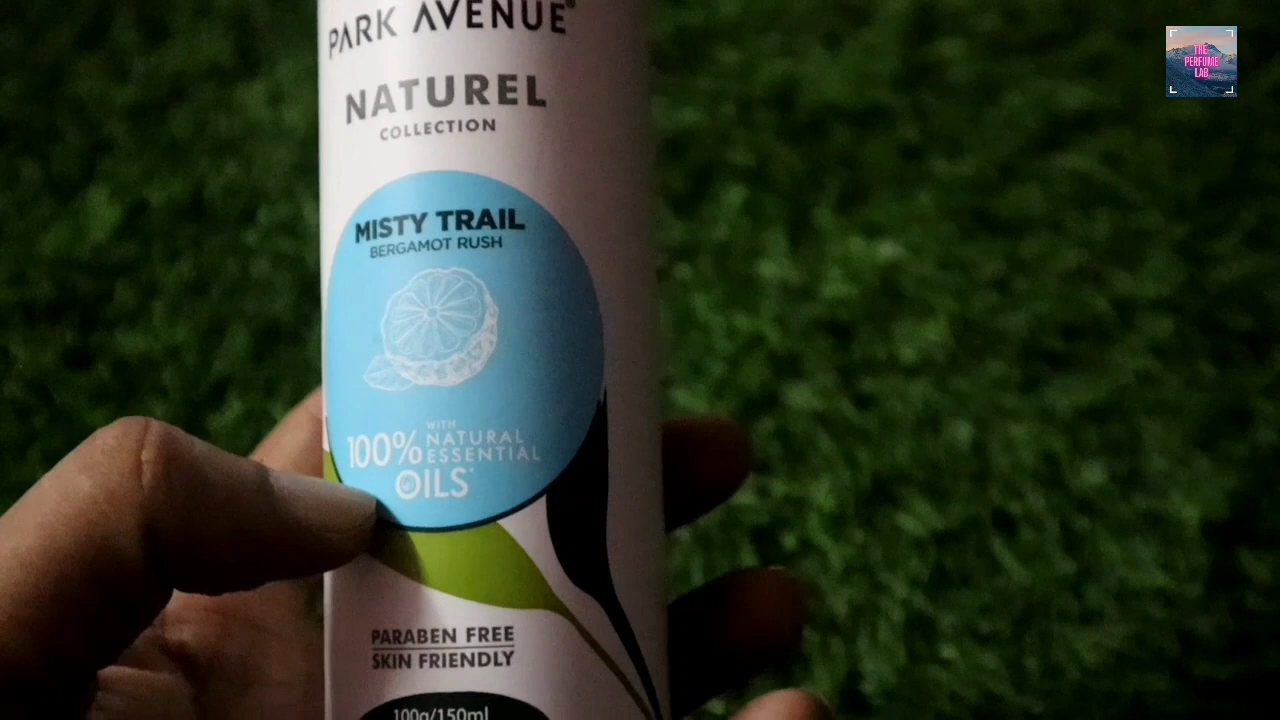 PARK AVENUE®
NATUREL
COLLECTION
MISTY TRAIL
BERGAMOT RUSH
100% WITH NATURAL ESSENTIAL
OILS*
PARABEN FREE
SKIN FRIENDLY
100g/150ml
THE
PERFUME
LAB